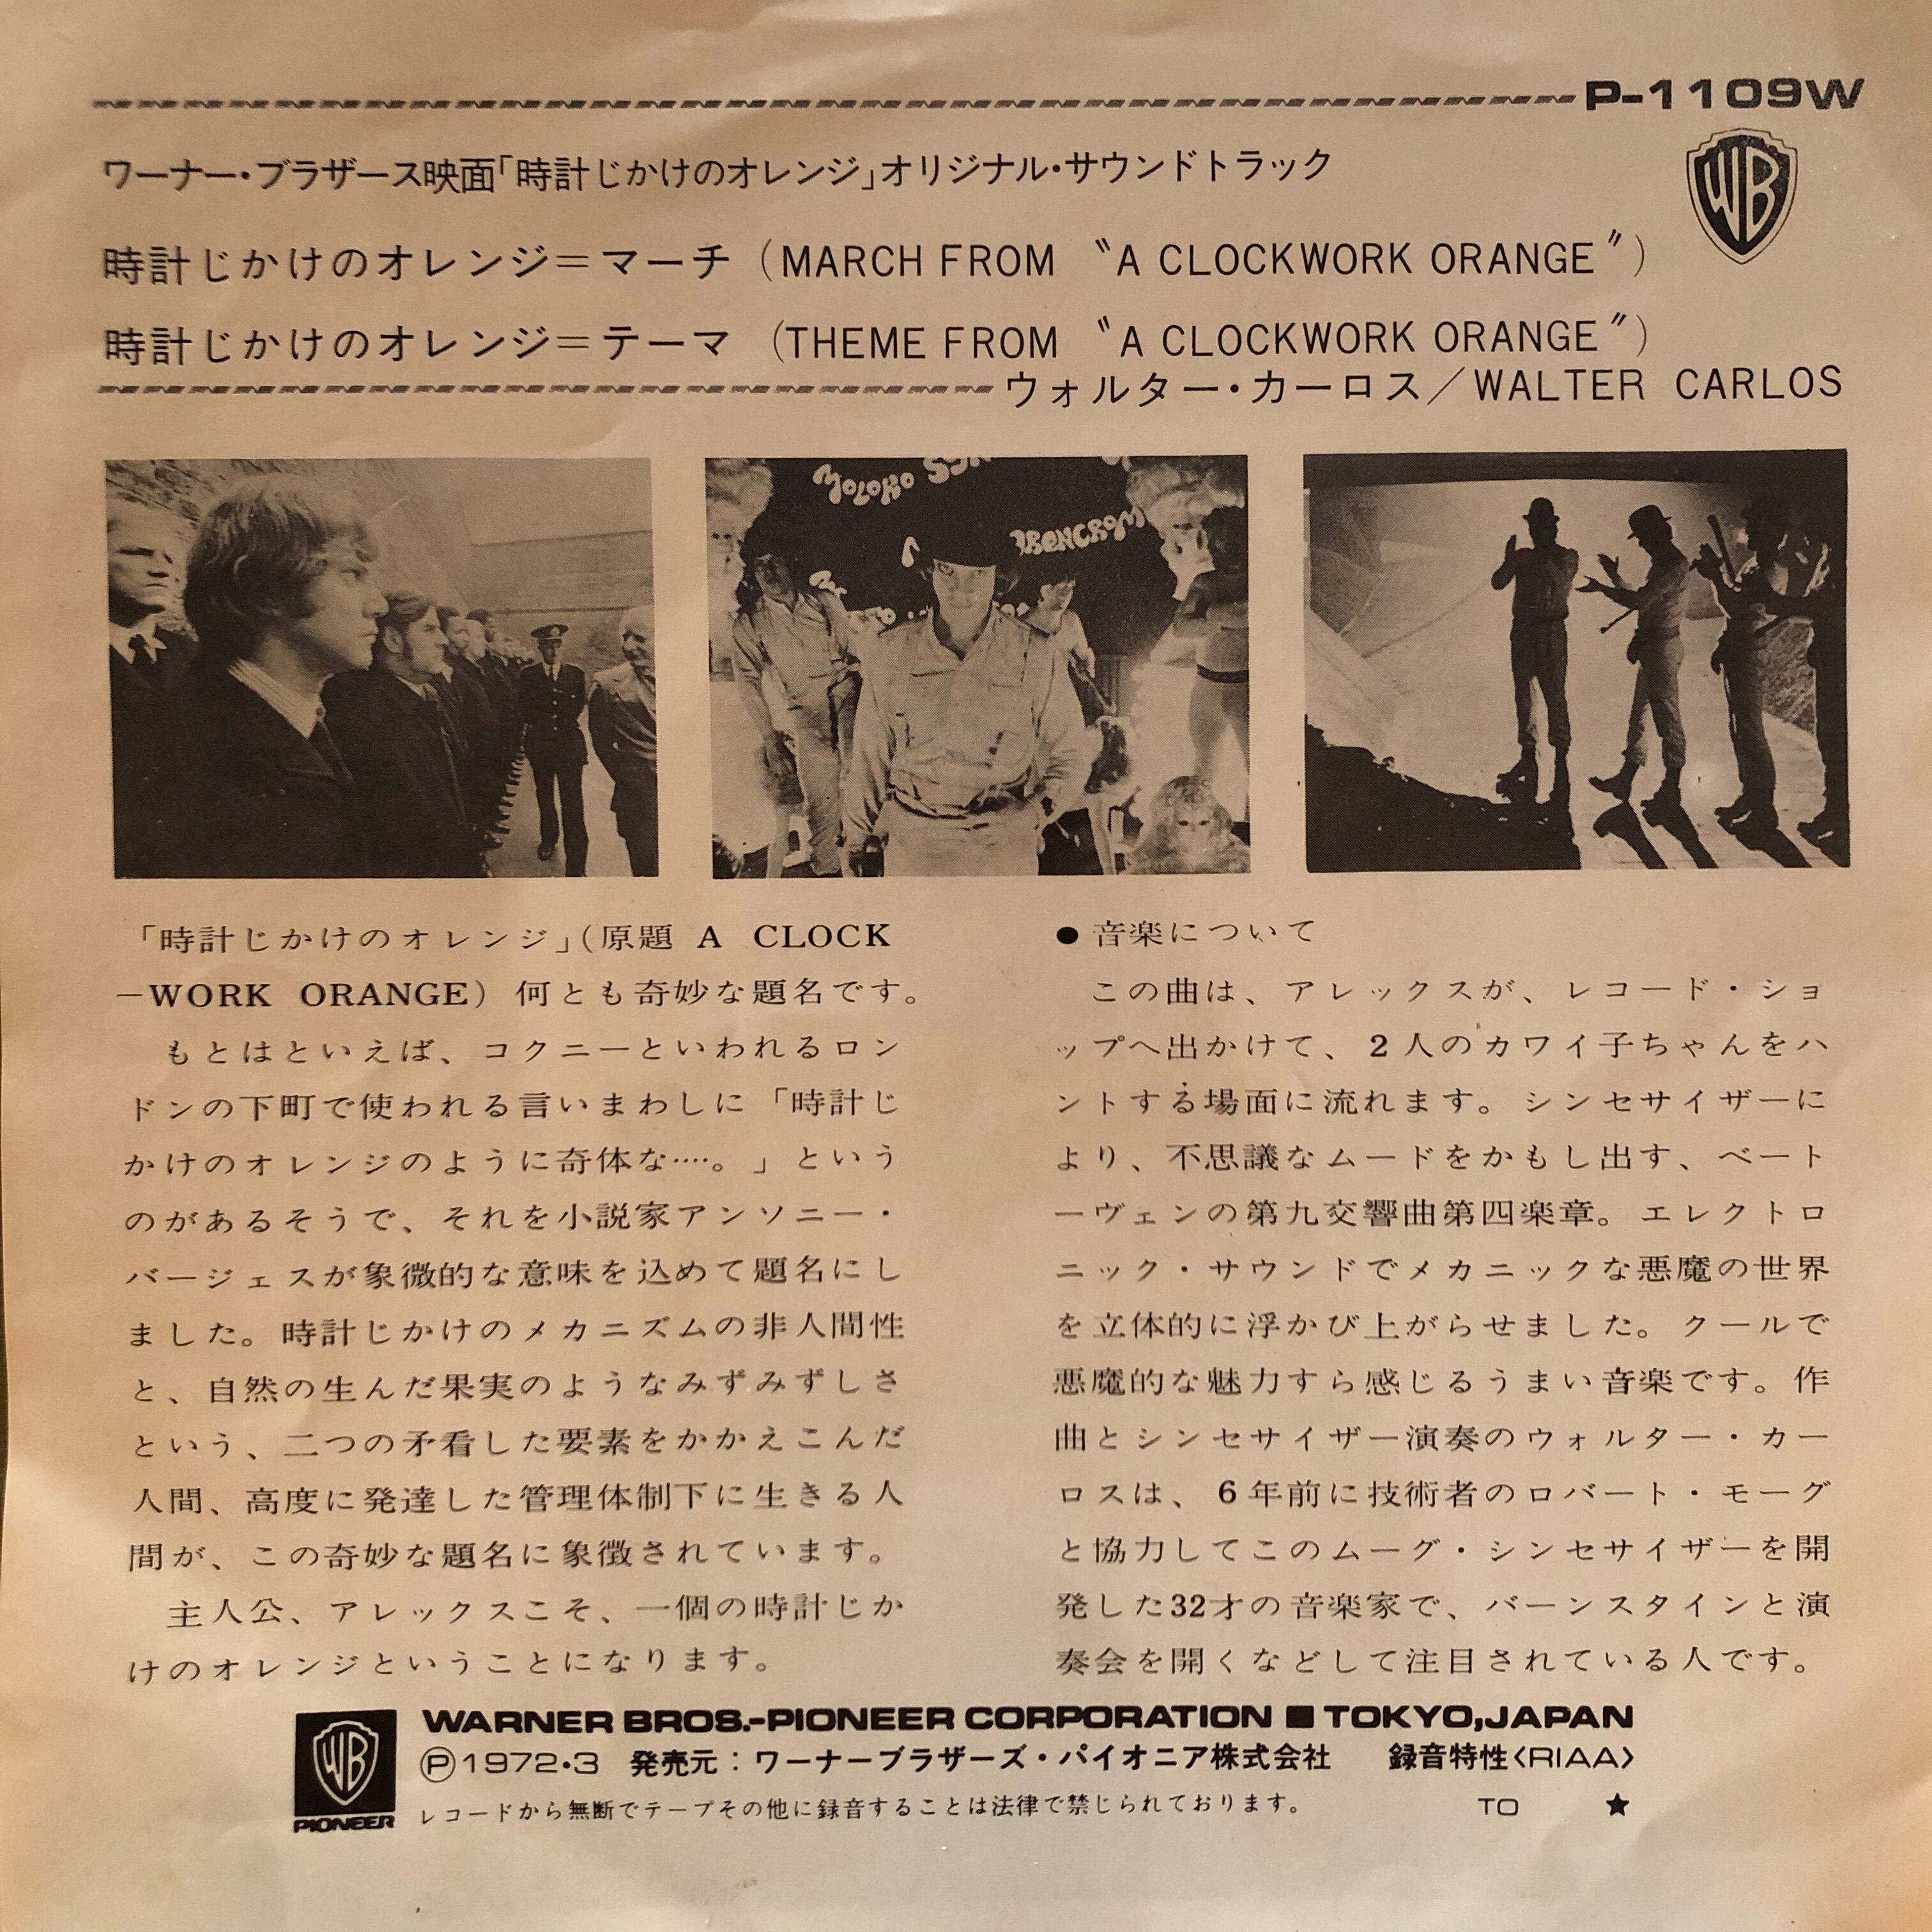 P-1109W
ワーナー・ブラザース映画「時計じかけのオレンジ」オリジナル・サウンドトラック
WB
時計じかけのオレンジ＝マーチ（MARCH FROM 〝A CLOCKWORK ORANGE〞）
時計じかけのオレンジ＝テーマ（THEME FROM 〝A CLOCKWORK ORANGE〞）
ウォルター・カーロス／WALTER CARLOS
MOLOKO
「時計じかけのオレンジ」(原題 A CLOCK
-WORK ORANGE) 何とも奇妙な題名です。
もとはといえば、コクニーといわれるロン
ドンの下町で使われる言いまわしに「時計じ
かけのオレンジのように奇体な‥‥。」という
のがあるそうで、それを小説家アンソニー・
バージェスが象微的な意味を込めて題名にし
ました。時計じかけのメカニズムの非人間性
と、自然の生んだ果実のようなみずみずしさ
という、二つの矛看した要素をかかえこんだ
人間、高度に発達した管理体制下に生きる人
間が、この奇妙な題名に象徴されています。
主人公、アレックスこそ、一個の時計じか
けのオレンジということになります。
●音楽について
この曲は、アレックスが、レコード・ショ
ップへ出かけて、2人のカワイ子ちゃんをハ
ントする場面に流れます。シンセサイザーに
より、不思議なムードをかもし出す、ベート
ーヴェンの第九交響曲第四楽章。エレクトロ
ニック・サウンドでメカニックな悪魔の世界
を立体的に浮かび上がらせました。クールで
悪魔的な魅力すら感じるうまい音楽です。作
曲とシンセサイザー演奏のウォルター・カー
ロスは、6年前に技術者のロバート・モーグ
と協力してこのムーグ・シンセサイザーを開
発した32才の音楽家で、バーンスタインと演
奏会を開くなどして注目されている人です。
WB
PIONEER
WARNER BROS.-PIONEER CORPORATION ■ TOKYO,JAPAN
Ⓟ1972・3 発売元：ワーナーブラザーズ・パイオニア株式会社 録音特性〈RIAA〉
レコードから無断でテープその他に録音することは法律で禁じられております。 TO ★